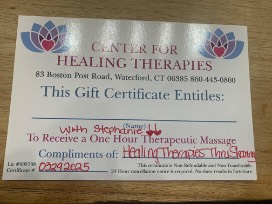 CENTER FOR
HEALING THERAPIES
83 Boston Post Road, Waterford, CT 06385 860-445-0800
This Gift Certificate Entitles:
(Name)
With Stephanie
To Receive a One Hour Therapeutic Massage
Compliments of: Healing Therapies Thru
This certificate is Non-Refundable and Non-Transferable
24 Hour cancellation notice is required. No-show results in forfeiture.
Certificate # 03292025